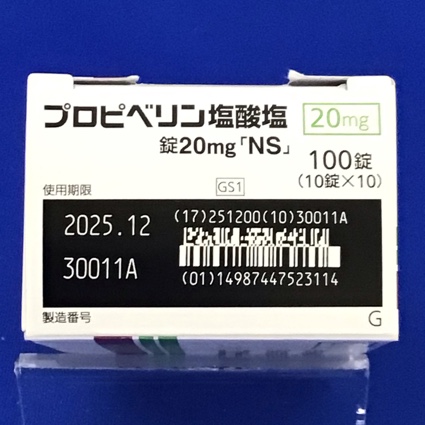 プロピベリン塩酸塩 20mg
錠20mg「NS」
100錠
(10錠×10)
使用期限
GS1
2025.12
(17)251200(10)30011A
30011A
(01)14987447523114
製造番号
G